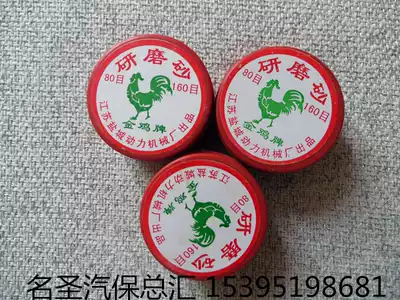 研磨砂
80目 160目
金鸡牌
江苏盐城动力机械厂出品
研磨砂
80目 160目
金鸡牌
江苏盐城动力机械厂出品
研磨砂
80目 160目
金鸡牌
江苏盐城动力机械厂出品
名圣汽保总汇 15395198681